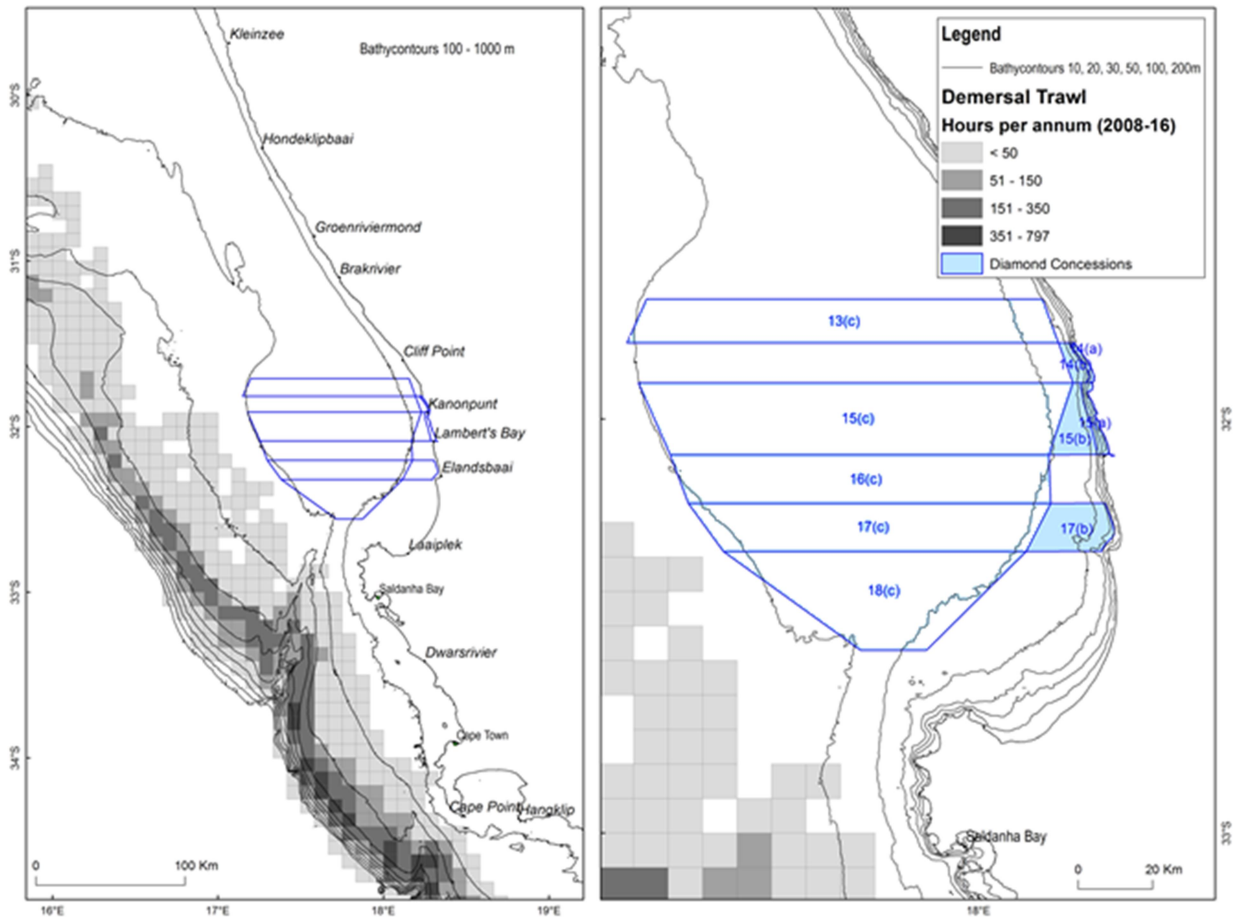 Kleinzee
Bathycontours 100 - 1000 m
30°S
Hondeklipbaai
Groenriviermond
31°S
Brakrivier
Cliff Point
Kanonpunt
32°S
Lambert's Bay
Elandsbaai
Laaiplek
33°S
Saldanha Bay
Dwarsrivier
34°S
Cape Town
Cape Point
Hangklip
0 100 Km
16°E 17°E 18°E 19°E
Legend
Bathycontours 10, 20, 30, 50, 100, 200m
Demersal Trawl
Hours per annum (2008-16)
< 50
51 - 150
151 - 350
351 - 797
Diamond Concessions
13(c)
14(a)
15(c)
15(a)
15(b)
32°S
16(c)
17(c)
17(b)
18(c)
Saldanha Bay
33°S
0 20 Km
18°E